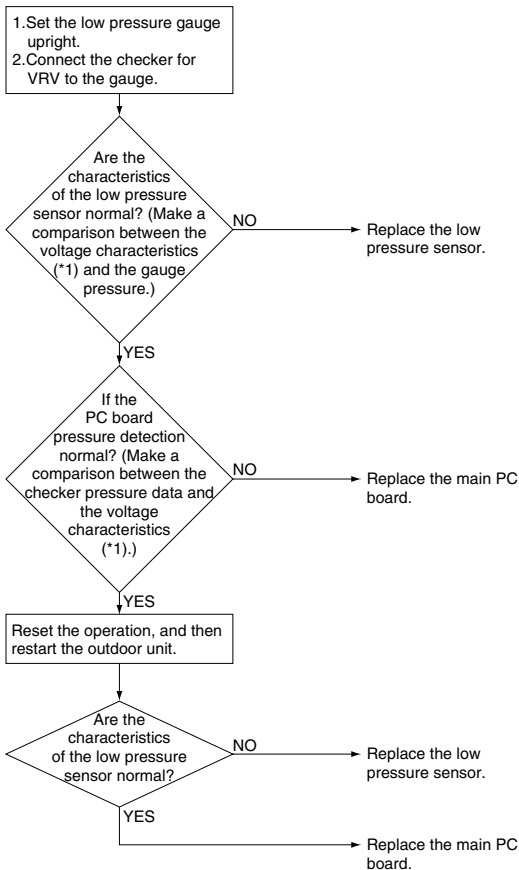 1.Set the low pressure gauge
upright.
2.Connect the checker for
VRV to the gauge.
Are the
characteristics
of the low pressure
sensor normal? (Make a
comparison between the
voltage characteristics
(*1) and the gauge
pressure.)
NO
Replace the low
pressure sensor.
YES
If the
PC board
pressure detection
normal? (Make a
comparison between the
checker pressure data and
the voltage
characteristics
(*1).)
NO
Replace the main PC
board.
YES
Reset the operation, and then
restart the outdoor unit.
Are the
characteristics
of the low pressure
sensor normal?
NO
Replace the low
pressure sensor.
YES
Replace the main PC
board.